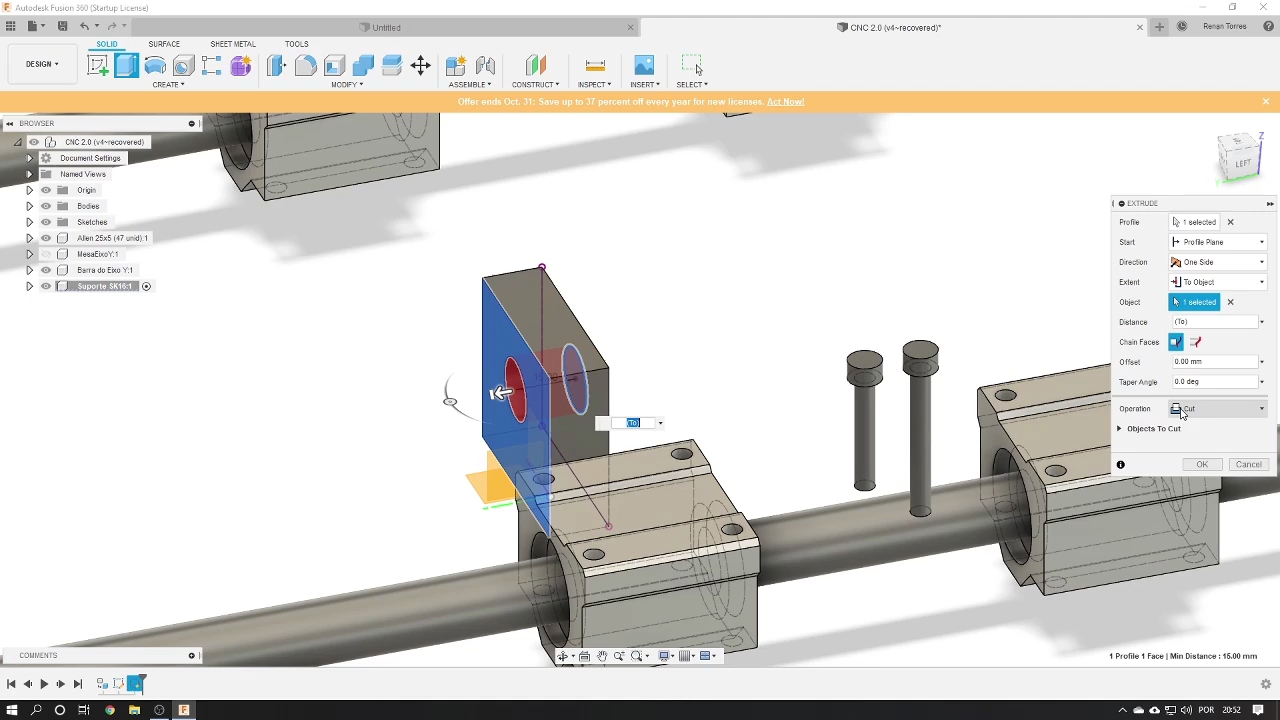 Autodesk Fusion 360 (Startup License)
Untitled
CNC 2.0 (v4~recovered)*
Renan Torres
SOLID
SURFACE
SHEET METAL
TOOLS
DESIGN
CREATE
MODIFY
ASSEMBLE
CONSTRUCT
INSPECT
INSERT
SELECT
Offer ends Oct. 31: Save up to 37 percent off every year for new licenses. Act Now!
BROWSER
CNC 2.0 (v4~recovered)
Document Settings
Named Views
Origin
Bodies
Sketches
Allen 25x5 (47 unid):1
MesaEixoY:1
Barra do Eixo Y:1
Suporte SK16:1
Z
LEFT
(To)
EXTRUDE
Profile 1 selected
Start Profile Plane
Direction One Side
Extent To Object
Object 1 selected
Distance (To)
Chain Faces
Offset 0.00 mm
Taper Angle 0.0 deg
Operation Cut
Objects To Cut
OK Cancel
COMMENTS
1 Profile 1 Face | Min Distance : 15.00 mm
POR 20:52